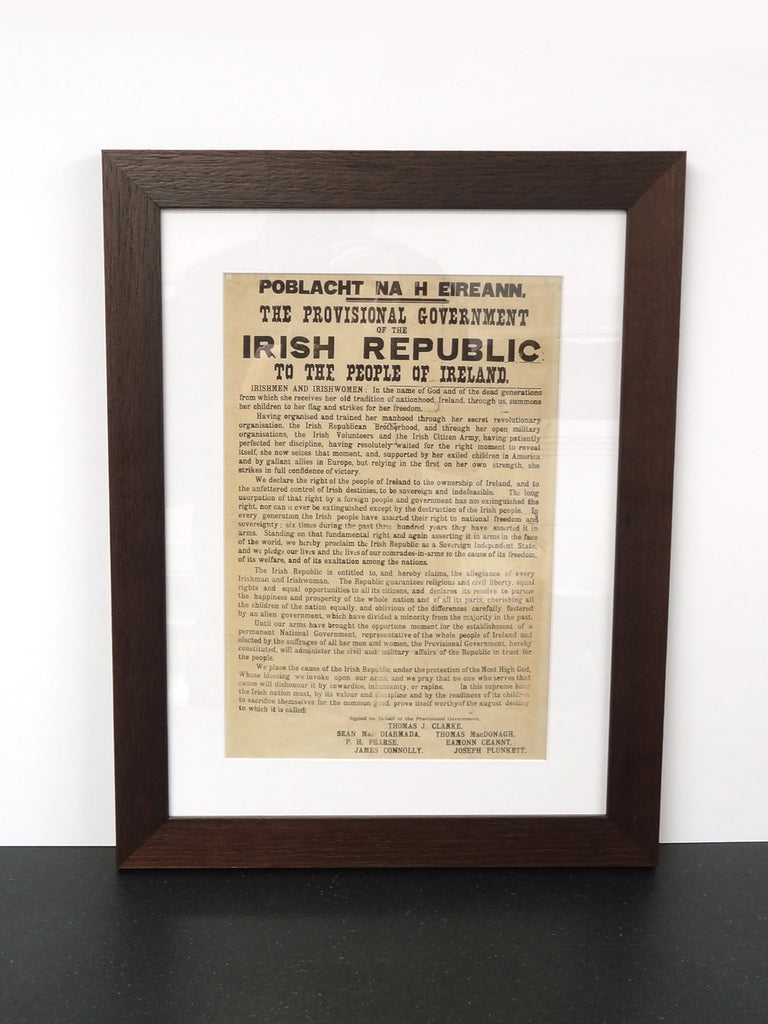 POBLACHT NA H EIREANN.
THE PROVISIONAL GOVERNMENT
OF THE
IRISH REPUBLIC
TO THE PEOPLE OF IRELAND.
IRISHMEN AND IRISHWOMEN : In the name of God and of the dead generations
from which she receives her old tradition of nationhood, Ireland, through us, summons
her children to her flag and strikes for her freedom.
Having organised and trained her manhood through her secret revolutionary
organisation, the Irish Republican Brotherhood, and through her open military
organisations, the Irish Volunteers and the Irish Citizen Army, having patiently
perfected her discipline, having resolutely waited for the right moment to reveal
itself, she now seizes that moment, and, supported by her exiled children in America
and by gallant allies in Europe, but relying in the first on her own strength, she
strikes in full confidence of victory.
We declare the right of the people of Ireland to the ownership of Ireland, and to
the unfettered control of Irish destinies, to be sovereign and indefeasible. The long
usurpation of that right by a foreign people and government has not extinguished the
right, nor can it ever be extinguished except by the destruction of the Irish people. In
every generation the Irish people have asserted their right to national freedom and
sovereignty ; six times during the past three hundred years they have asserted it in
arms. Standing on that fundamental right and again asserting it in arms in the face
of the world, we hereby proclaim the Irish Republic as a Sovereign Independent State,
and we pledge our lives and the lives of our comrades-in-arms to the cause of its freedom,
of its welfare, and of its exaltation among the nations.
The Irish Republic is entitled to, and hereby claims, the allegiance of every
Irishman and Irishwoman. The Republic guarantees religious and civil liberty, equal
rights and equal opportunities to all its citizens, and declares its resolve to pursue
the happiness and prosperity of the whole nation and of all its parts, cherishing all
the children of the nation equally, and oblivious of the differences carefully fostered
by an alien government, which have divided a minority from the majority in the past.
Until our arms have brought the opportune moment for the establishment of a
permanent National Government, representative of the whole people of Ireland and
elected by the suffrages of all her men and women, the Provisional Government, hereby
constituted, will administer the civil and military affairs of the Republic in trust for
the people.
We place the cause of the Irish Republic under the protection of the Most High God,
Whose blessing we invoke upon our arms, and we pray that no one who serves that
cause will dishonour it by cowardice, inhumanity, or rapine. In this supreme hour
the Irish nation must, by its valour and discipline and by the readiness of its children
to sacrifice themselves for the common good, prove itself worthy of the august destiny
to which it is called.
Signed on Behalf of the Provisional Government,
THOMAS J. CLARKE.
SEAN Mac DIARMADA. THOMAS MacDONAGH.
P. H. PEARSE. EAMONN CEANNT.
JAMES CONNOLLY. JOSEPH PLUNKETT.